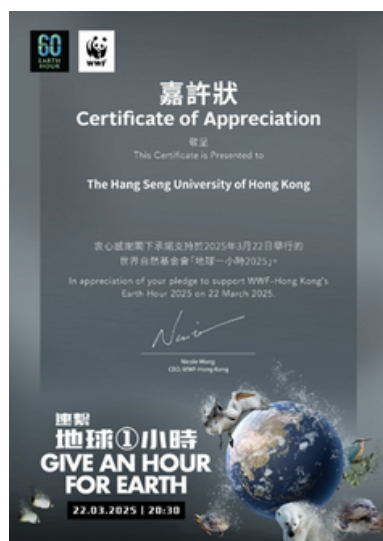 60
EARTH
HOUR
WWF
嘉許狀
Certificate of Appreciation
敬呈
This Certificate is Presented to
The Hang Seng University of Hong Kong
衷心感謝閣下承諾支持於2025年3月22日舉行的
世界自然基金會「地球一小時2025」。
In appreciation of your pledge to support WWF-Hong Kong's
Earth Hour 2025 on 22 March 2025.
Nicole Wong
CEO, WWF-Hong Kong
連繫
地球①小時
GIVE AN HOUR
FOR EARTH
22.03.2025 | 20:30